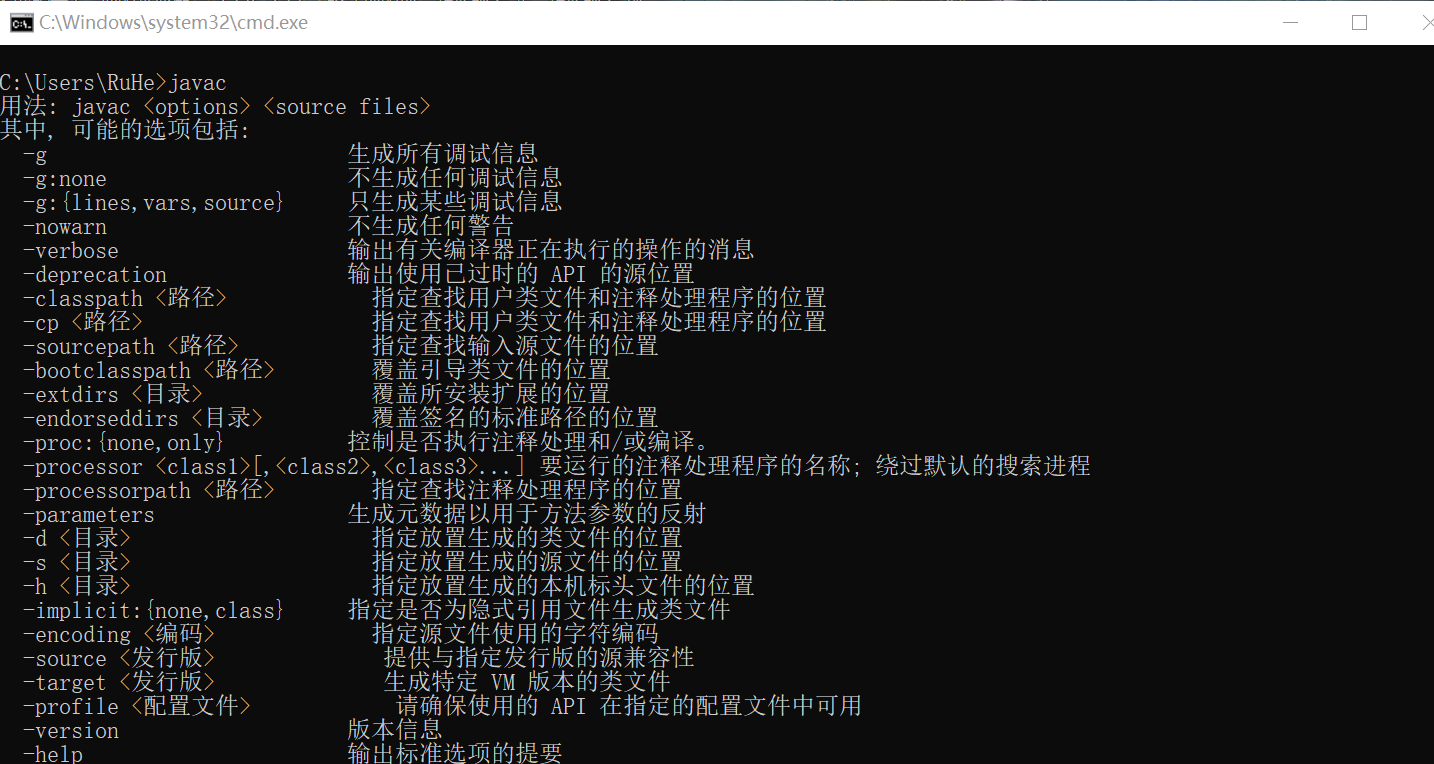 C:\Windows\system32\cmd.exe
C:\Users\RuHe>javac
用法: javac <options> <source files>
其中, 可能的选项包括:
-g 生成所有调试信息
-g:none 不生成任何调试信息
-g:{lines,vars,source} 只生成某些调试信息
-nowarn 不生成任何警告
-verbose 输出有关编译器正在执行的操作的消息
-deprecation 输出使用已过时的 API 的源位置
-classpath <路径> 指定查找用户类文件和注释处理程序的位置
-cp <路径> 指定查找用户类文件和注释处理程序的位置
-sourcepath <路径> 指定查找输入源文件的位置
-bootclasspath <路径> 覆盖引导类文件的位置
-extdirs <目录> 覆盖所安装扩展的位置
-endorseddirs <目录> 覆盖签名的标准路径的位置
-proc:{none,only} 控制是否执行注释处理和/或编译。
-processor <class1>[,<class2>,<class3>...] 要运行的注释处理程序的名称; 绕过默认的搜索进程
-processorpath <路径> 指定查找注释处理程序的位置
-parameters 生成元数据以用于方法参数的反射
-d <目录> 指定放置生成的类文件的位置
-s <目录> 指定放置生成的源文件的位置
-h <目录> 指定放置生成的本机标头文件的位置
-implicit:{none,class} 指定是否为隐式引用文件生成类文件
-encoding <编码> 指定源文件使用的字符编码
-source <发行版> 提供与指定发行版的源兼容性
-target <发行版> 生成特定 VM 版本的类文件
-profile <配置文件> 请确保使用的 API 在指定的配置文件中可用
-version 版本信息
-help 输出标准选项的提要